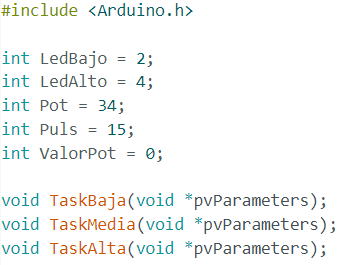 #include <Arduino.h>
int LedBajo = 2;
int LedAlto = 4;
int Pot = 34;
int Puls = 15;
int ValorPot = 0;
void TaskBaja(void *pvParameters);
void TaskMedia(void *pvParameters);
void TaskAlta(void *pvParameters);